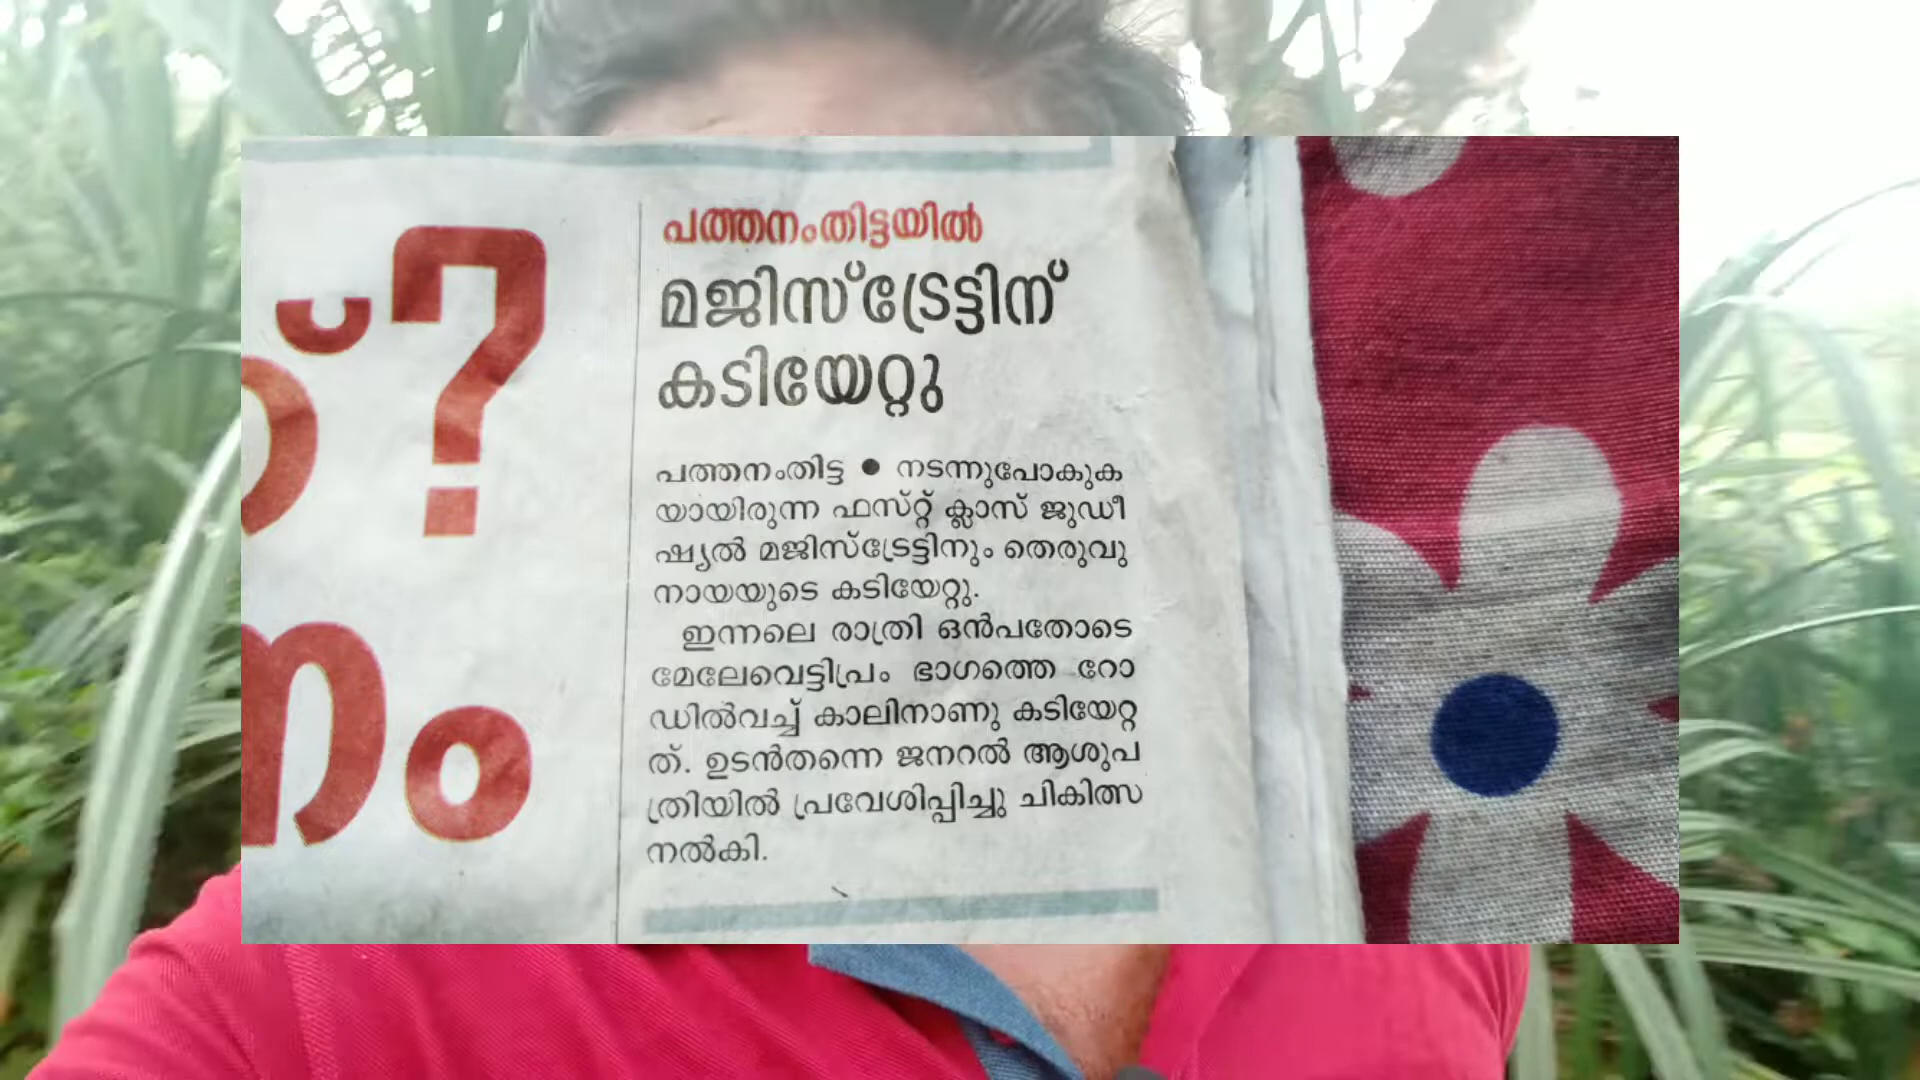 ?
നം
പത്തനംതിട്ടയിൽ
മജിസ്ട്രേട്ടിന്
കടിയേറ്റു
പത്തനംതിട്ട ● നടന്നുപോകുക
യായിരുന്ന ഫസ്റ്റ് ക്ലാസ് ജുഡീ
ഷ്യൽ മജിസ്ട്രേട്ടിനും തെരുവു
നായയുടെ കടിയേറ്റു.
ഇന്നലെ രാത്രി ഒൻപതോടെ
മേലേവെട്ടിപ്രം ഭാഗത്തെ റോ
ഡിൽവച്ച് കാലിനാണു കടിയേറ്റ
ത്. ഉടൻതന്നെ ജനറൽ ആശുപ
ത്രിയിൽ പ്രവേശിപ്പിച്ചു ചികിത്സ
നൽകി.